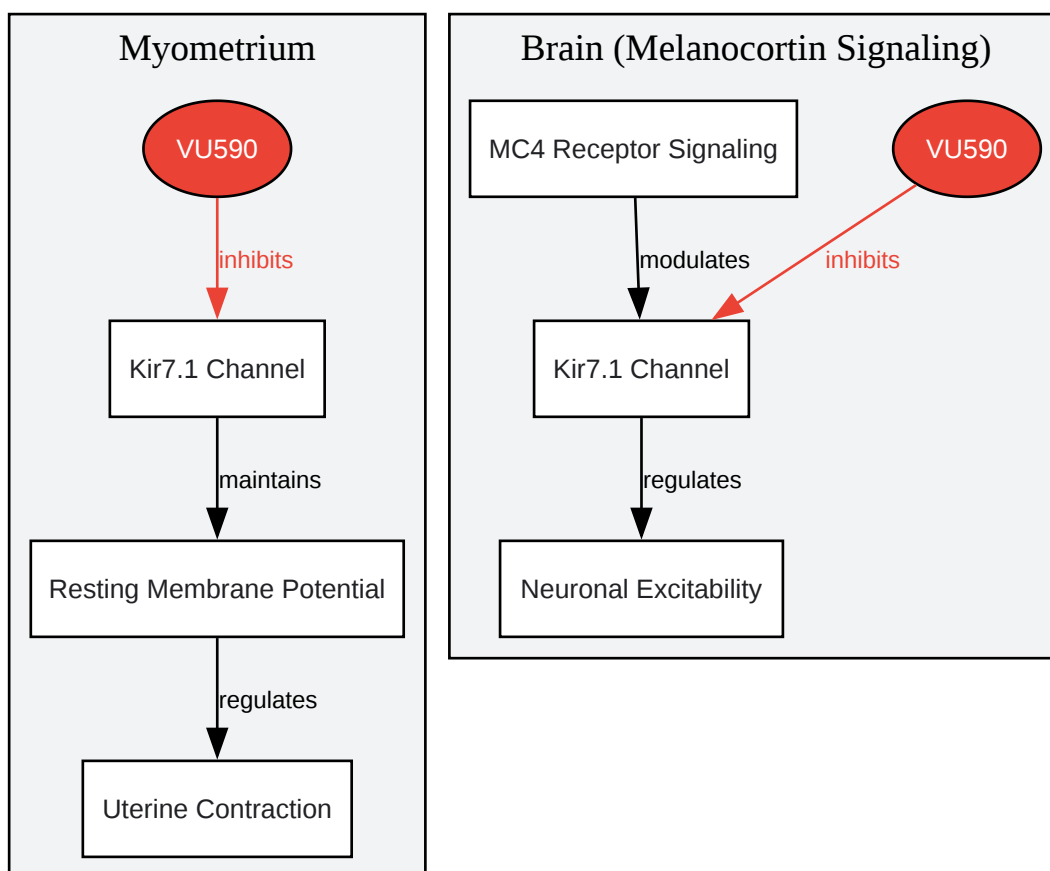 Myometrium
VU590
inhibits
Kir7.1 Channel
maintains
Resting Membrane Potential
regulates
Uterine Contraction
Brain (Melanocortin Signaling)
MC4 Receptor Signaling
VU590
modulates
inhibits
Kir7.1 Channel
regulates
Neuronal Excitability